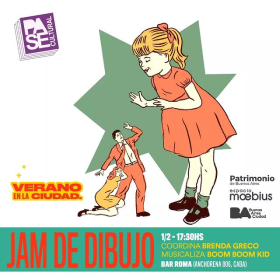 PASE
CULTURAL
VERANO
EN LA CIUDAD.
Patrimonio
de Buenos Aires
espacio
moebius
BA
Buenos
Aires
Ciudad
JAM DE DIBUJO
1/2 - 17:30HS
COORDINA BRENDA GRECO
MUSICALIZA BOOM BOOM KID
BAR ROMA (ANCHORENA 806, CABA)